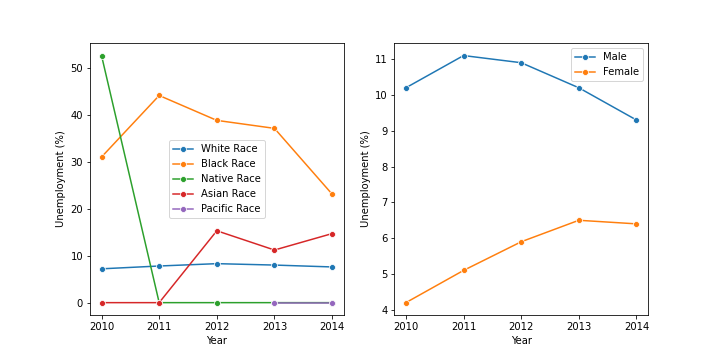 50
40
30
20
10
0
Unemployment (%)
White Race
Black Race
Native Race
Asian Race
Pacific Race
2010 2011 2012 2013 2014
Year
11
10
9
8
7
6
5
4
Unemployment (%)
Male
Female
2010 2011 2012 2013 2014
Year